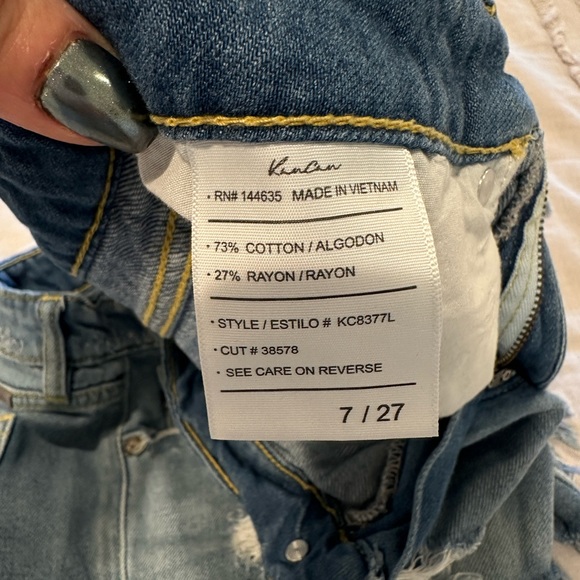 KanCan
• RN# 144635 MADE IN VIETNAM
• 73% COTTON / ALGODON
• 27% RAYON / RAYON
• STYLE / ESTILO # KC8377L
• CUT # 38578
• SEE CARE ON REVERSE
7 / 27